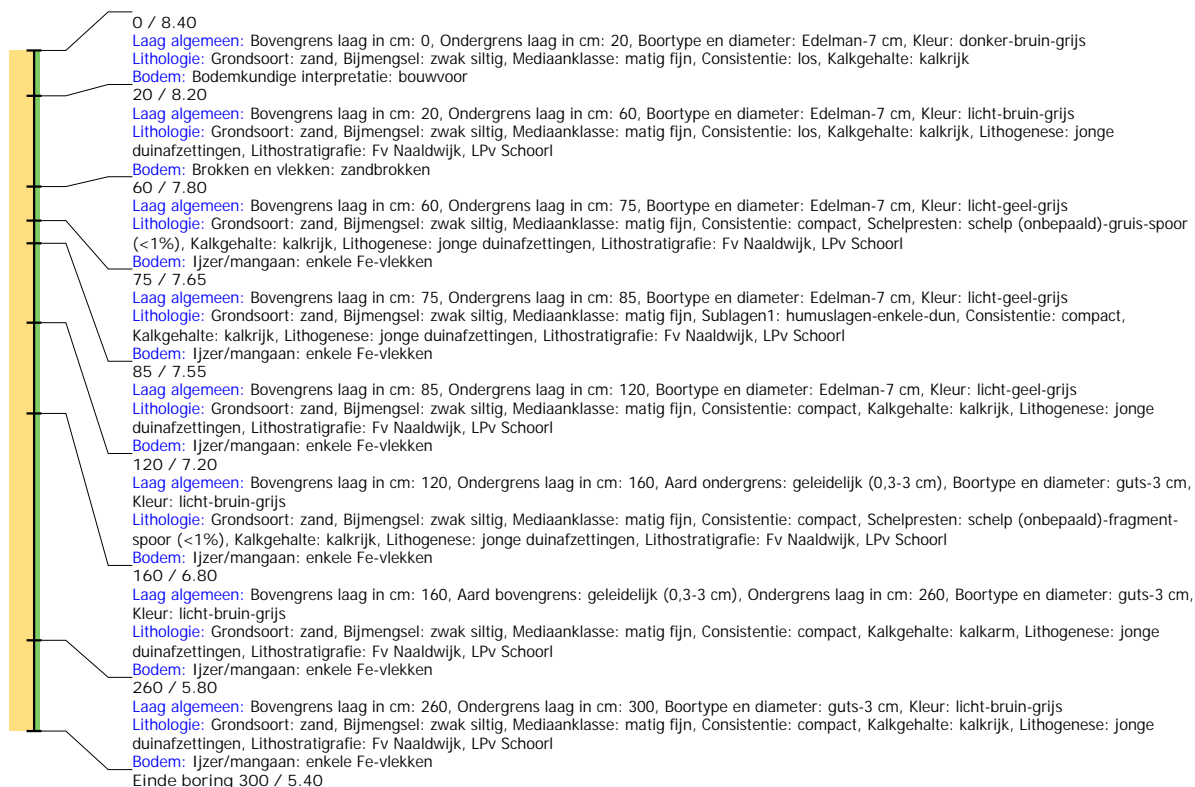 0 / 8.40
Laag algemeen: Bovengrens laag in cm: 0, Ondergrens laag in cm: 20, Boortype en diameter: Edelman-7 cm, Kleur: donker-bruin-grijs
Lithologie: Grondsoort: zand, Bijmengsel: zwak siltig, Mediaanklasse: matig fijn, Consistentie: los, Kalkgehalte: kalkrijk
Bodem: Bodemkundige interpretatie: bouwvoor
20 / 8.20
Laag algemeen: Bovengrens laag in cm: 20, Ondergrens laag in cm: 60, Boortype en diameter: Edelman-7 cm, Kleur: licht-bruin-grijs
Lithologie: Grondsoort: zand, Bijmengsel: zwak siltig, Mediaanklasse: matig fijn, Consistentie: los, Kalkgehalte: kalkrijk, Lithogenese: jonge
duinafzettingen, Lithostratigrafie: Fv Naaldwijk, LPv Schoorl
Bodem: Brokken en vlekken: zandbrokken
60 / 7.80
Laag algemeen: Bovengrens laag in cm: 60, Ondergrens laag in cm: 75, Boortype en diameter: Edelman-7 cm, Kleur: licht-geel-grijs
Lithologie: Grondsoort: zand, Bijmengsel: zwak siltig, Mediaanklasse: matig fijn, Consistentie: compact, Schelpresten: schelp (onbepaald)-gruis-spoor
(<1%), Kalkgehalte: kalkrijk, Lithogenese: jonge duinafzettingen, Lithostratigrafie: Fv Naaldwijk, LPv Schoorl
Bodem: Ijzer/mangaan: enkele Fe-vlekken
75 / 7.65
Laag algemeen: Bovengrens laag in cm: 75, Ondergrens laag in cm: 85, Boortype en diameter: Edelman-7 cm, Kleur: licht-geel-grijs
Lithologie: Grondsoort: zand, Bijmengsel: zwak siltig, Mediaanklasse: matig fijn, Sublagen1: humuslagen-enkele-dun, Consistentie: compact,
Kalkgehalte: kalkrijk, Lithogenese: jonge duinafzettingen, Lithostratigrafie: Fv Naaldwijk, LPv Schoorl
Bodem: Ijzer/mangaan: enkele Fe-vlekken
85 / 7.55
Laag algemeen: Bovengrens laag in cm: 85, Ondergrens laag in cm: 120, Boortype en diameter: Edelman-7 cm, Kleur: licht-geel-grijs
Lithologie: Grondsoort: zand, Bijmengsel: zwak siltig, Mediaanklasse: matig fijn, Consistentie: compact, Kalkgehalte: kalkrijk, Lithogenese: jonge
duinafzettingen, Lithostratigrafie: Fv Naaldwijk, LPv Schoorl
Bodem: Ijzer/mangaan: enkele Fe-vlekken
120 / 7.20
Laag algemeen: Bovengrens laag in cm: 120, Ondergrens laag in cm: 160, Aard ondergrens: geleidelijk (0,3-3 cm), Boortype en diameter: guts-3 cm,
Kleur: licht-bruin-grijs
Lithologie: Grondsoort: zand, Bijmengsel: zwak siltig, Mediaanklasse: matig fijn, Consistentie: compact, Schelpresten: schelp (onbepaald)-fragment-
spoor (<1%), Kalkgehalte: kalkrijk, Lithogenese: jonge duinafzettingen, Lithostratigrafie: Fv Naaldwijk, LPv Schoorl
Bodem: Ijzer/mangaan: enkele Fe-vlekken
160 / 6.80
Laag algemeen: Bovengrens laag in cm: 160, Aard bovengrens: geleidelijk (0,3-3 cm), Ondergrens laag in cm: 260, Boortype en diameter: guts-3 cm,
Kleur: licht-bruin-grijs
Lithologie: Grondsoort: zand, Bijmengsel: zwak siltig, Mediaanklasse: matig fijn, Consistentie: compact, Kalkgehalte: kalkarm, Lithogenese: jonge
duinafzettingen, Lithostratigrafie: Fv Naaldwijk, LPv Schoorl
Bodem: Ijzer/mangaan: enkele Fe-vlekken
260 / 5.80
Laag algemeen: Bovengrens laag in cm: 260, Ondergrens laag in cm: 300, Boortype en diameter: guts-3 cm, Kleur: licht-bruin-grijs
Lithologie: Grondsoort: zand, Bijmengsel: zwak siltig, Mediaanklasse: matig fijn, Consistentie: compact, Kalkgehalte: kalkrijk, Lithogenese: jonge
duinafzettingen, Lithostratigrafie: Fv Naaldwijk, LPv Schoorl
Bodem: Ijzer/mangaan: enkele Fe-vlekken
Einde boring 300 / 5.40